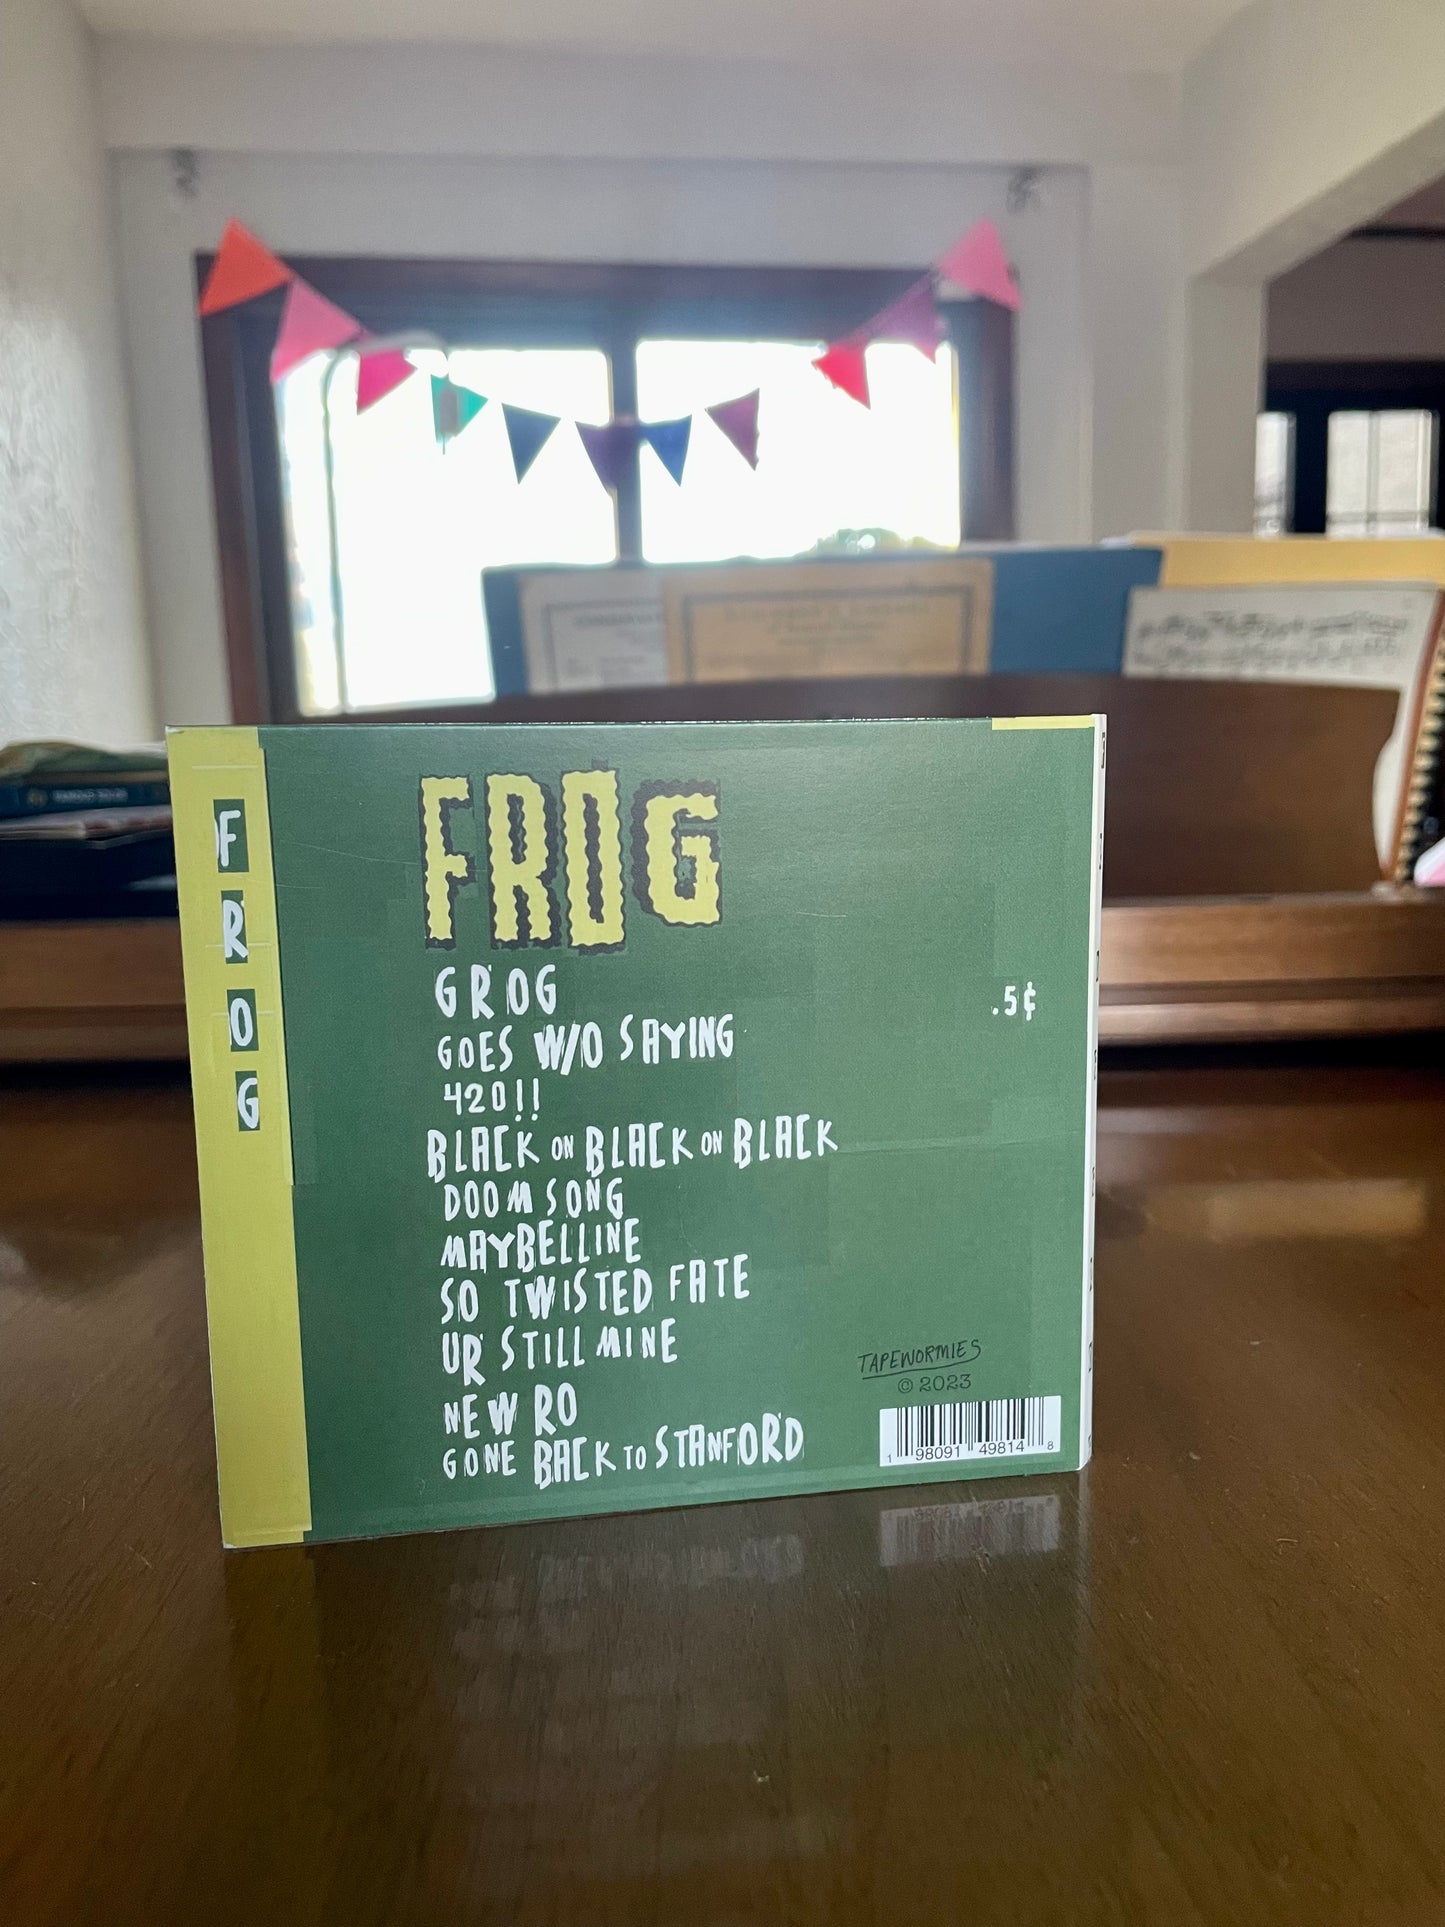 FROG
FROG
GROG
.5¢
GOES W/O SAYING
420!!
BLACK ON BLACK ON BLACK
DOOM SONG
MAYBELLINE
SO TWISTED FATE
UR STILL MINE
NEW RO
GONE BACK TO STANFORD
TAPEWORMIES
© 2023
1 98091 49814 8